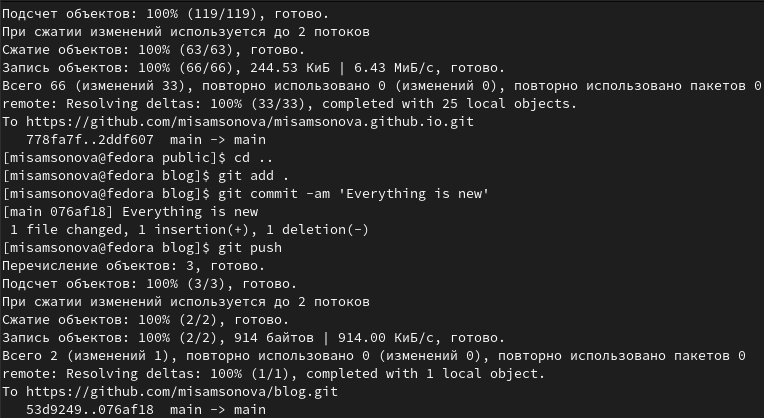 Подсчет объектов: 100% (119/119), готово.
При сжатии изменений используется до 2 потоков
Сжатие объектов: 100% (63/63), готово.
Запись объектов: 100% (66/66), 244.53 КиБ | 6.43 МиБ/с, готово.
Всего 66 (изменений 33), повторно использовано 0 (изменений 0), повторно использовано пакетов 0
remote: Resolving deltas: 100% (33/33), completed with 25 local objects.
To https://github.com/misamsonova/misamsonova.github.io.git
   778fa7f..2ddf607  main -> main
[misamsonova@fedora public]$ cd ..
[misamsonova@fedora blog]$ git add .
[misamsonova@fedora blog]$ git commit -am 'Everything is new'
[main 076af18] Everything is new
 1 file changed, 1 insertion(+), 1 deletion(-)
[misamsonova@fedora blog]$ git push
Перечисление объектов: 3, готово.
Подсчет объектов: 100% (3/3), готово.
При сжатии изменений используется до 2 потоков
Сжатие объектов: 100% (2/2), готово.
Запись объектов: 100% (2/2), 914 байтов | 914.00 КиБ/с, готово.
Всего 2 (изменений 1), повторно использовано 0 (изменений 0), повторно использовано пакетов 0
remote: Resolving deltas: 100% (1/1), completed with 1 local object.
To https://github.com/misamsonova/blog.git
   53d9249..076af18  main -> main